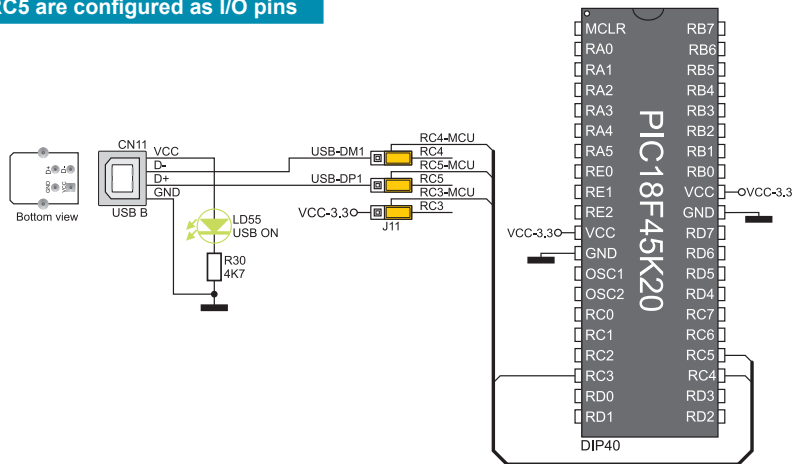 RC5 are configured as I/O pins
CN11
VCC
D-
D+
GND
USB B
D+
D-
GND
VCC
Bottom view
LD55
USB ON
R30
4K7
USB-DM1
USB-DP1
VCC-3.3
RC4-MCU
RC4
RC5-MCU
RC5
RC3-MCU
RC3
J11
VCC-3.3
PIC18F45K20
MCLR
RA0
RA1
RA2
RA3
RA4
RA5
RE0
RE1
RE2
VCC
GND
OSC1
OSC2
RC0
RC1
RC2
RC3
RD0
RD1
RB7
RB6
RB5
RB4
RB3
RB2
RB1
RB0
VCC
GND
RD7
RD6
RD5
RD4
RC7
RC6
RC5
RC4
RD3
RD2
VCC-3.3
DIP40